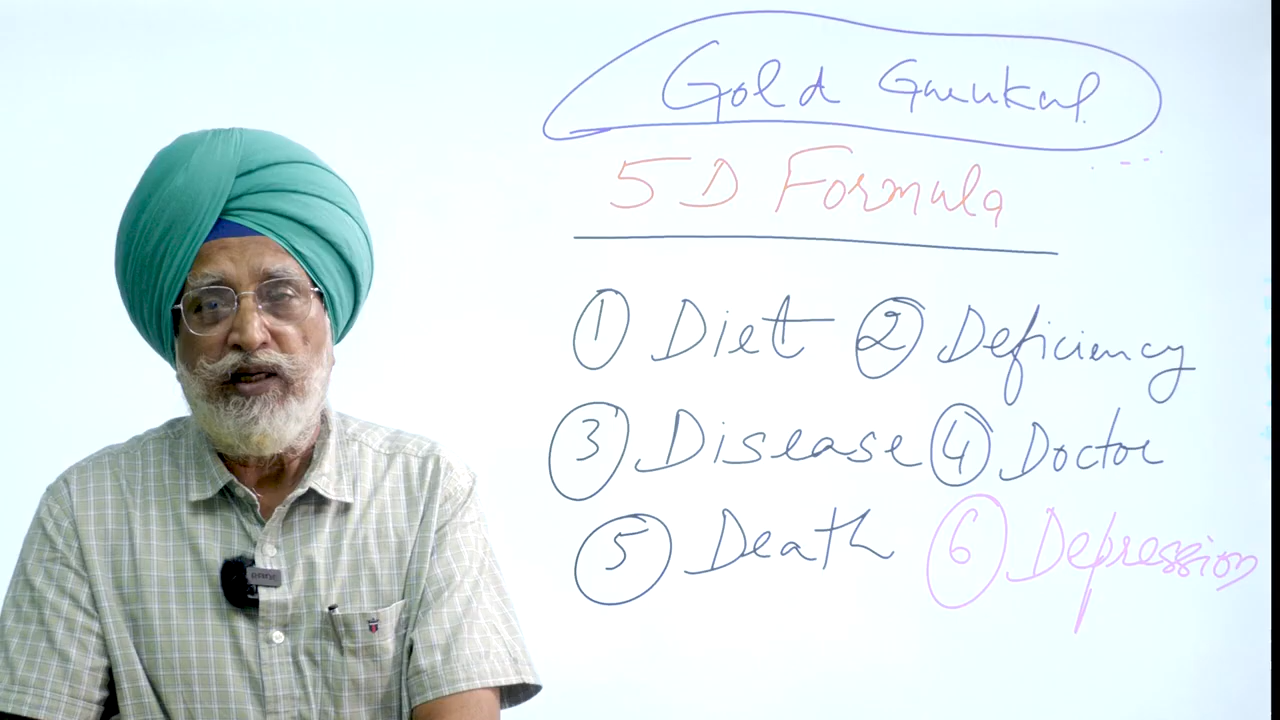 Gold Gurukul
5 D Formula
① Diet ② Deficiency
③ Disease ④ Doctor
⑤ Death ⑥ Depression